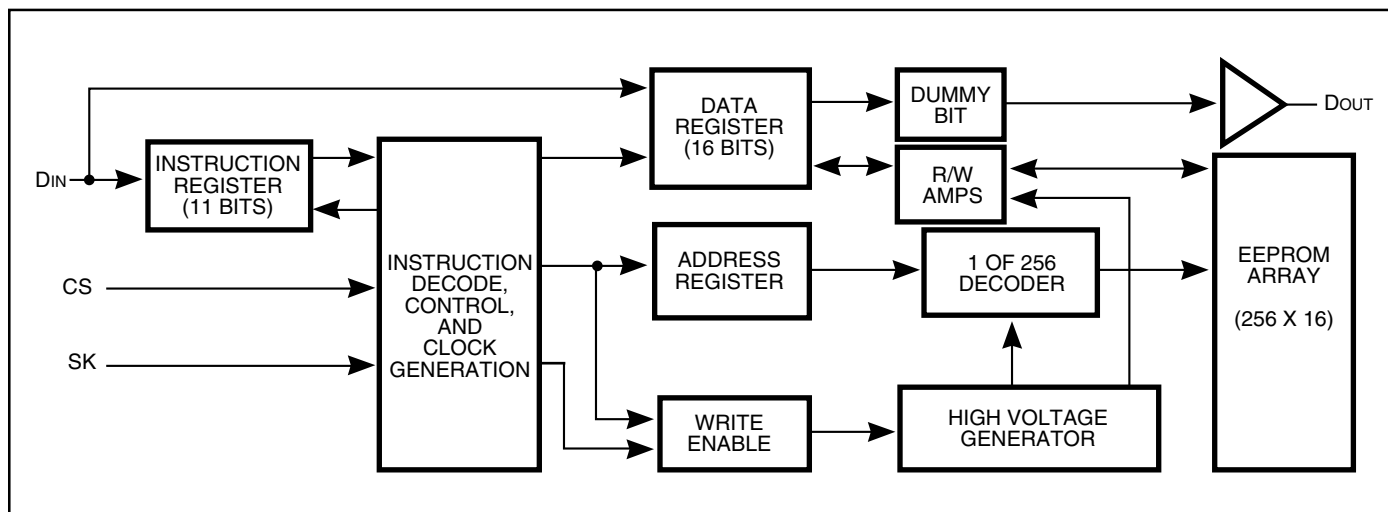 DATA
REGISTER
(16 BITS)
DUMMY
BIT
DOUT
INSTRUCTION
REGISTER
(11 BITS)
DIN
R/W
AMPS
INSTRUCTION
DECODE,
CONTROL,
AND
CLOCK
GENERATION
ADDRESS
REGISTER
1 OF 256
DECODER
EEPROM
ARRAY
(256 X 16)
CS
SK
WRITE
ENABLE
HIGH VOLTAGE
GENERATOR